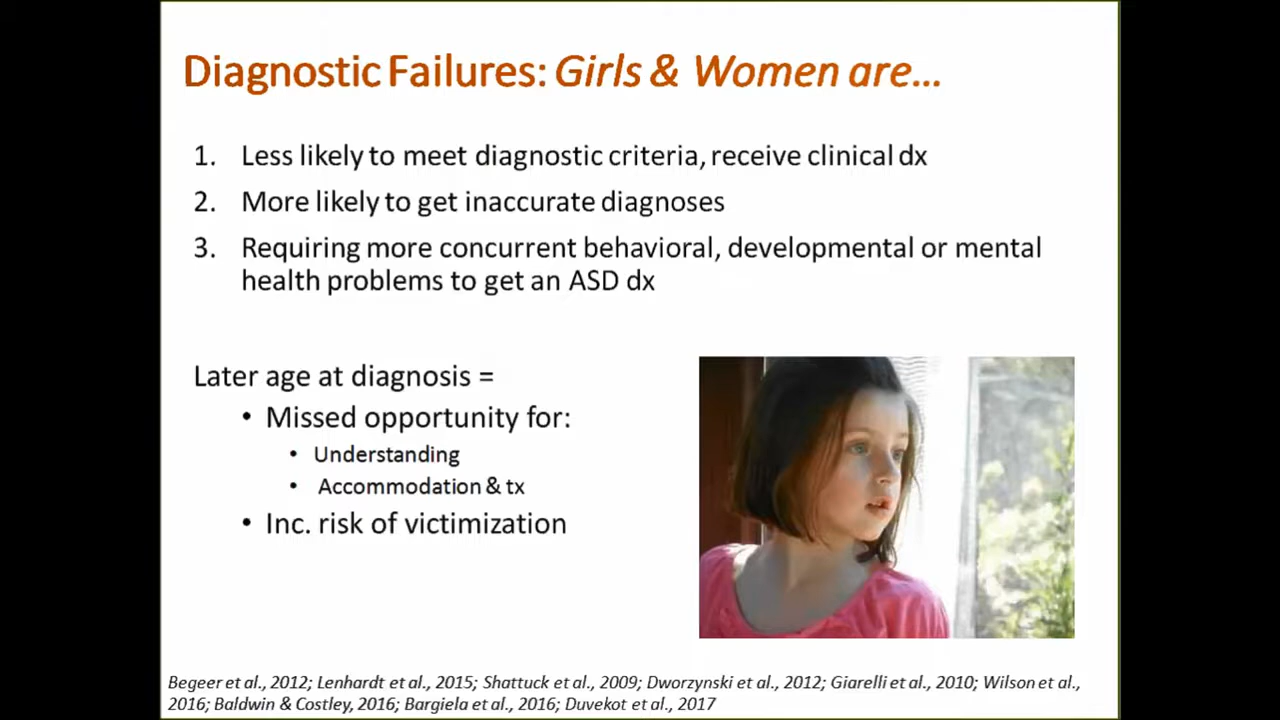 Diagnostic Failures: Girls & Women are...
1. Less likely to meet diagnostic criteria, receive clinical dx
2. More likely to get inaccurate diagnoses
3. Requiring more concurrent behavioral, developmental or mental
health problems to get an ASD dx
Later age at diagnosis =
• Missed opportunity for:
• Understanding
• Accommodation & tx
• Inc. risk of victimization
Begeer et al., 2012; Lenhardt et al., 2015; Shattuck et al., 2009; Dworzynski et al., 2012; Giarelli et al., 2010; Wilson et al.,
2016; Baldwin & Costley, 2016; Bargiela et al., 2016; Duvekot et al., 2017